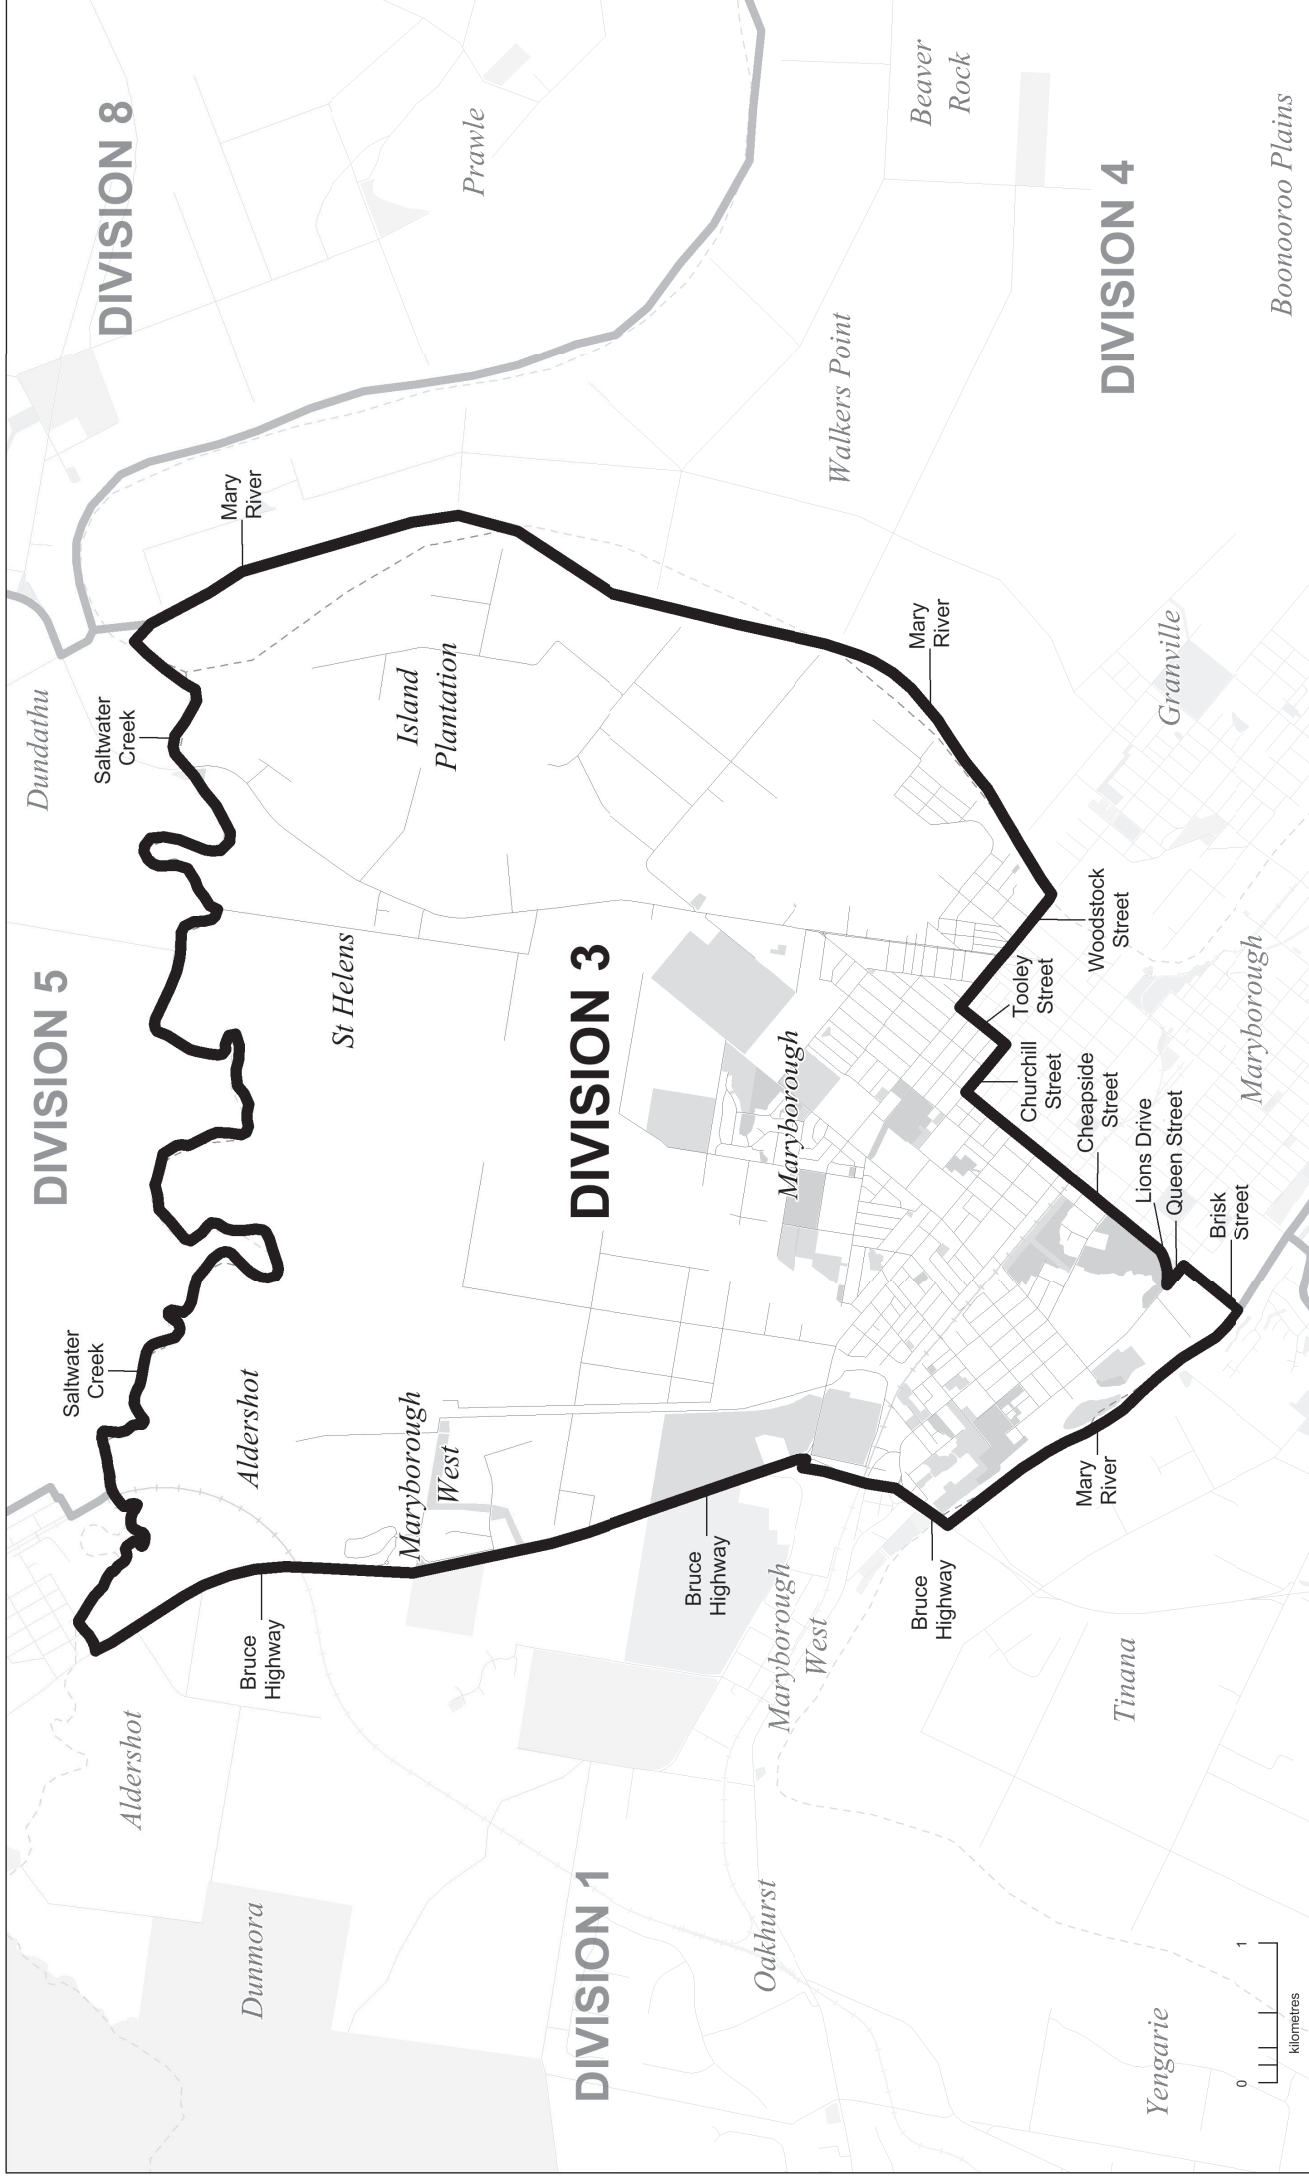 DIVISION 1
DIVISION 5
DIVISION 8
DIVISION 3
DIVISION 4
Dunmora
Aldershot
Aldershot
Saltwater
Creek
Dundathu
Saltwater
Creek
Mary
River
Prawle
Bruce
Highway
Maryborough
West
St Helens
Island
Plantation
Oakhurst
Maryborough
West
Bruce
Highway
Maryborough
Walkers Point
Beaver
Rock
Bruce
Highway
Mary
River
Yengarie
Tinana
Mary
River
Churchill
Street
Tooley
Street
Cheapside
Street
Woodstock
Street
Lions Drive
Queen Street
Brisk
Street
Granville
Maryborough
Boonooroo Plains
0
1
kilometres